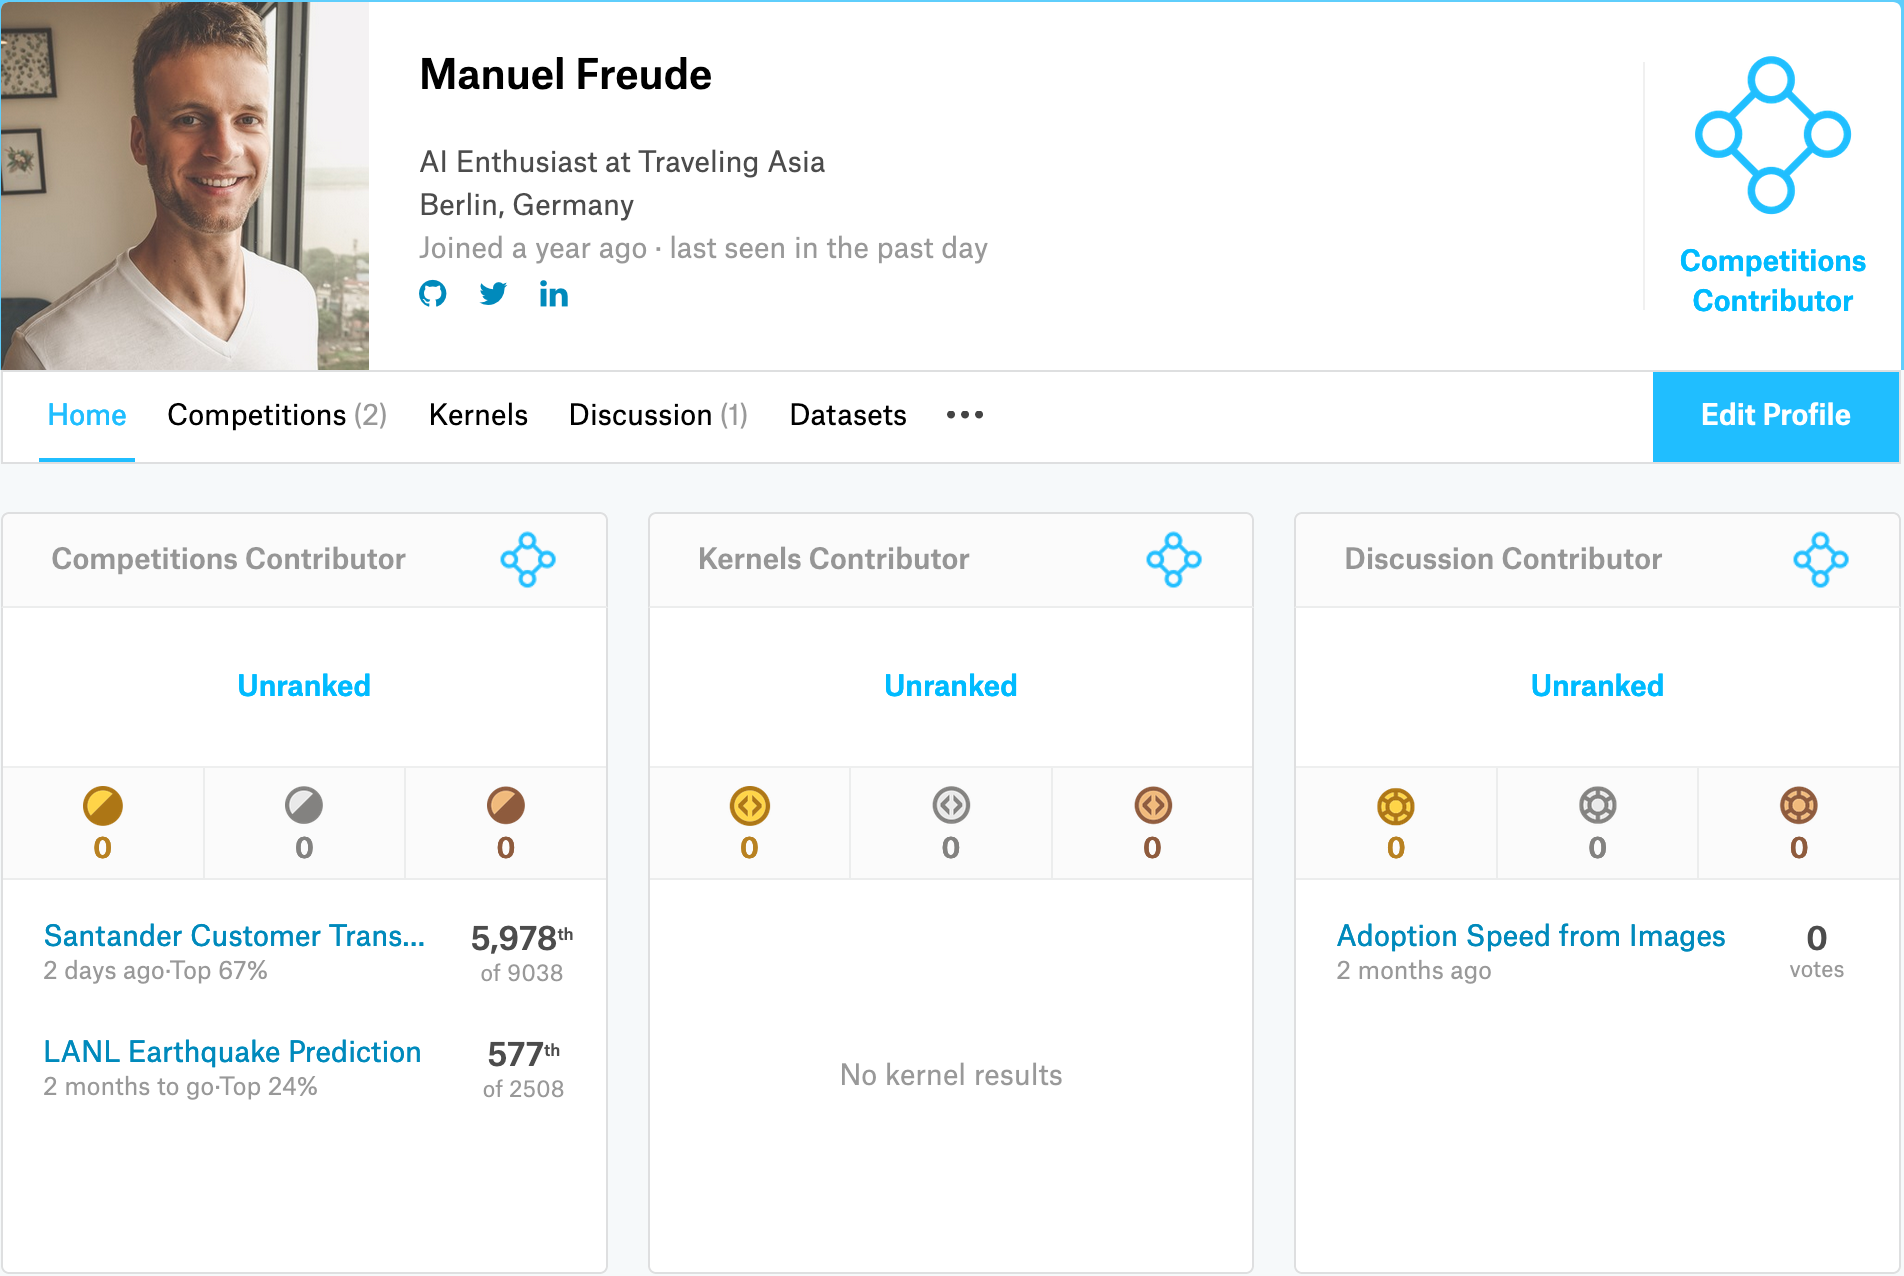 Manuel Freude
AI Enthusiast at Traveling Asia
Berlin, Germany
Joined a year ago · last seen in the past day
in
Competitions
Contributor
Home Competitions (2) Kernels Discussion (1) Datasets •••
Edit Profile
Competitions Contributor
Unranked
0 0 0
Santander Customer Trans... 5,978th
2 days ago·Top 67% of 9038
LANL Earthquake Prediction 577th
2 months to go·Top 24% of 2508
Kernels Contributor
Unranked
0 0 0
No kernel results
Discussion Contributor
Unranked
0 0 0
Adoption Speed from Images 0
2 months ago votes